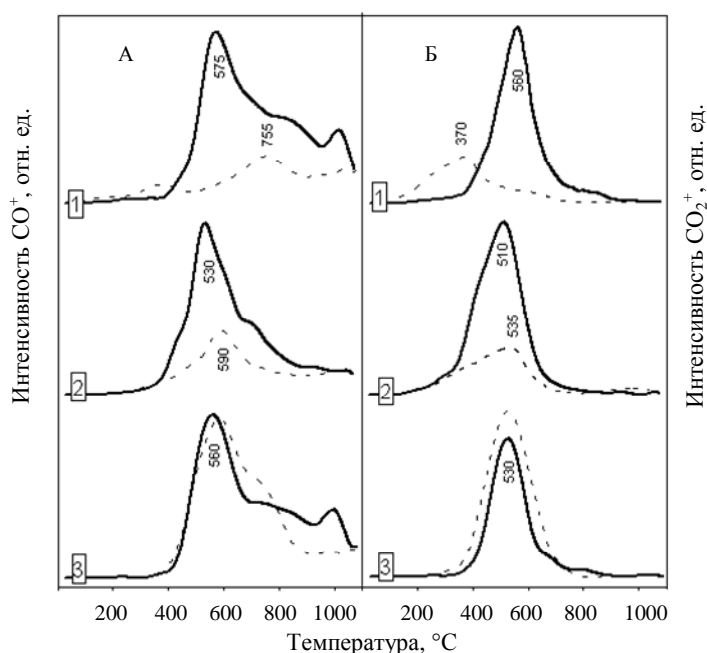 Интенсивность CO⁺, отн. ед.
А
575
755
1
530
590
2
560
3
Б
560
370
1
510
535
2
530
3
Интенсивность CO₂⁺, отн. ед.
200 400 600 800 1000 200 400 600 800 1000
Температура, °C